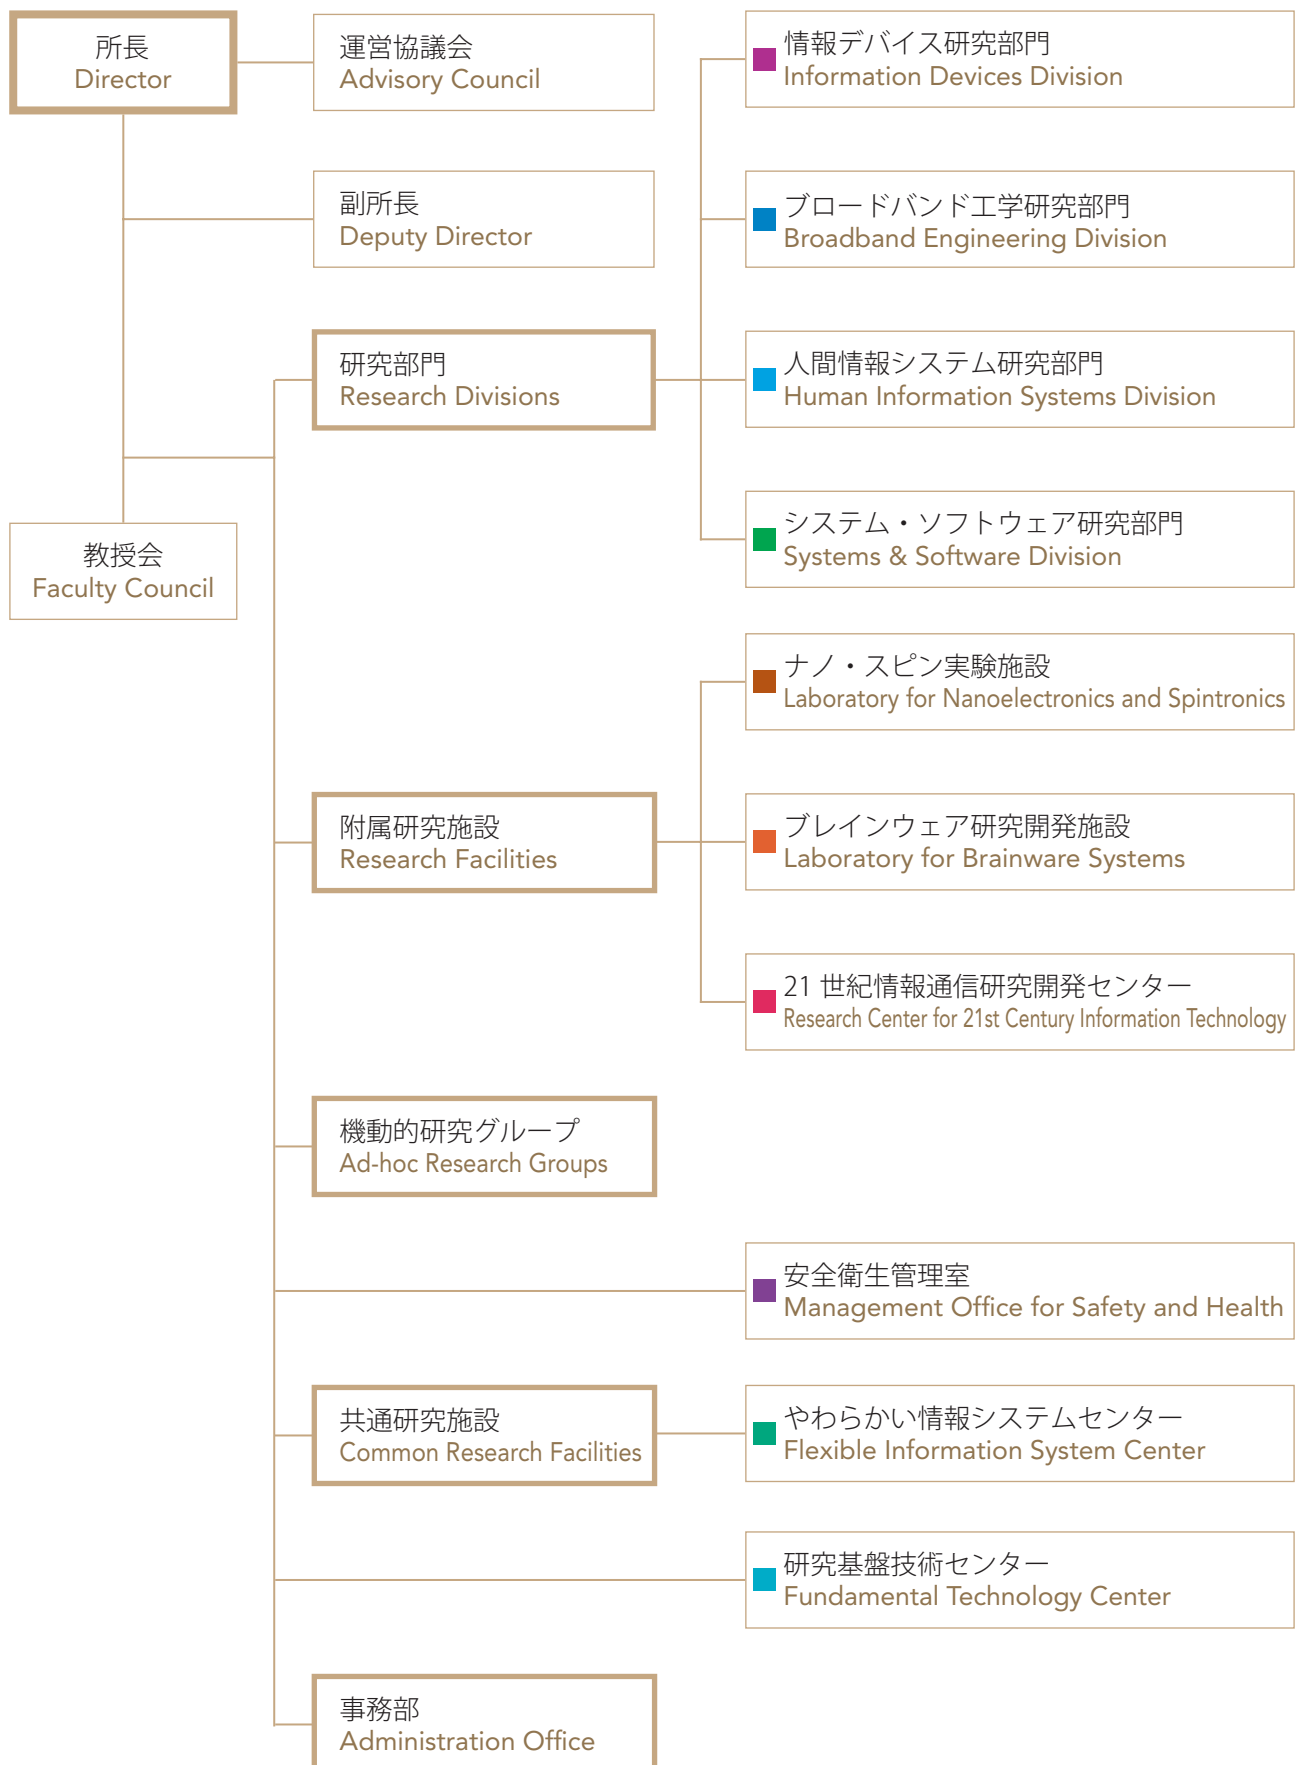 所長
Director
運営協議会
Advisory Council
副所長
Deputy Director
教授会
Faculty Council
研究部門
Research Divisions
情報デバイス研究部門
Information Devices Division
ブロードバンド工学研究部門
Broadband Engineering Division
人間情報システム研究部門
Human Information Systems Division
システム・ソフトウェア研究部門
Systems & Software Division
附属研究施設
Research Facilities
ナノ・スピン実験施設
Laboratory for Nanoelectronics and Spintronics
ブレインウェア研究開発施設
Laboratory for Brainware Systems
21 世紀情報通信研究開発センター
Research Center for 21st Century Information Technology
機動的研究グループ
Ad-hoc Research Groups
安全衛生管理室
Management Office for Safety and Health
共通研究施設
Common Research Facilities
やわらかい情報システムセンター
Flexible Information System Center
研究基盤技術センター
Fundamental Technology Center
事務部
Administration Office